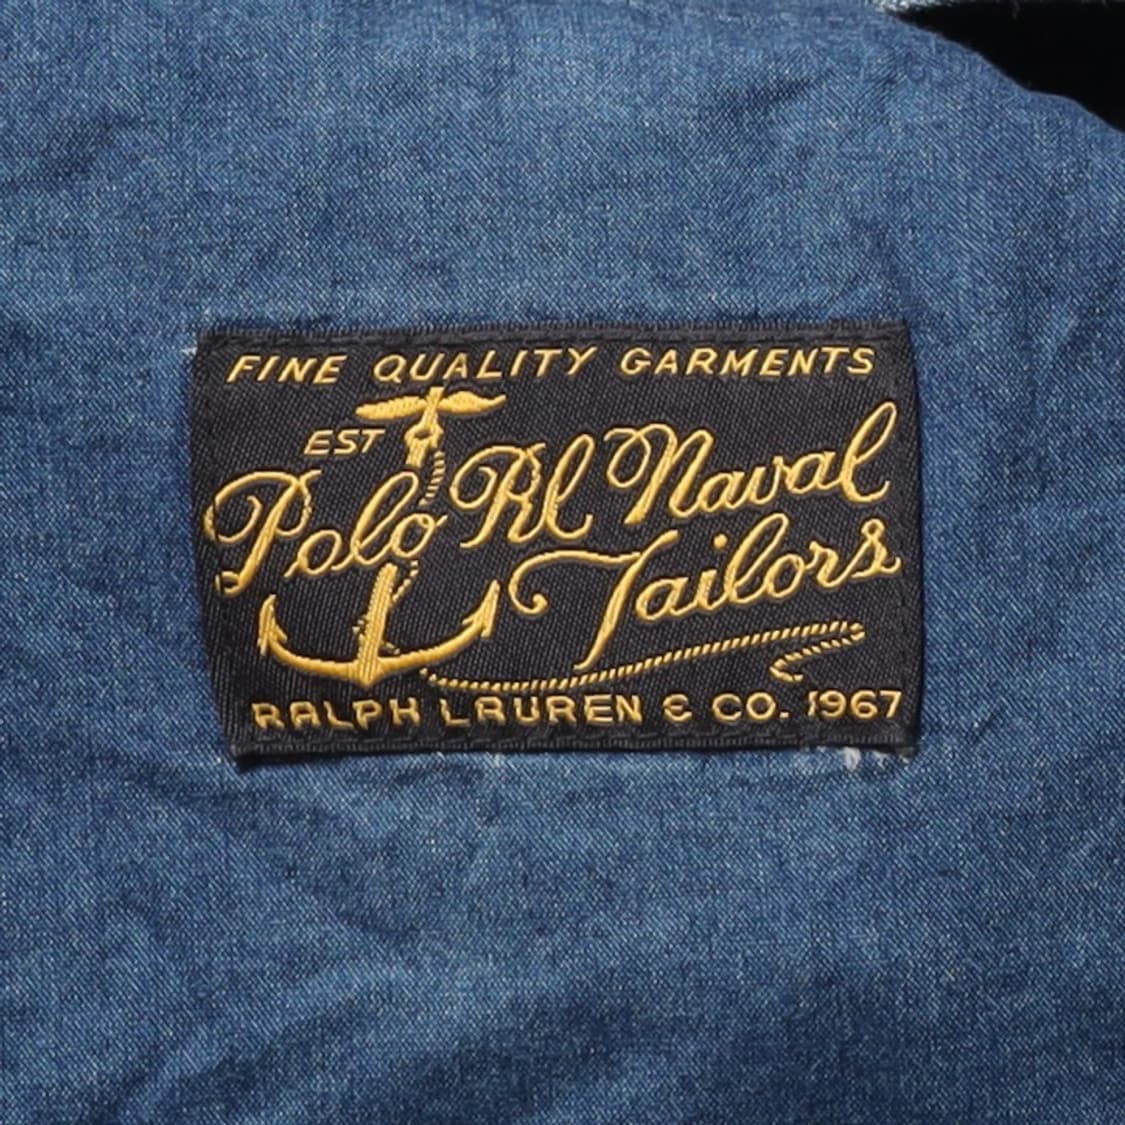 FINE QUALITY GARMENTS
EST
Polo Rl Naval
Tailors
RALPH LAUREN & CO. 1967